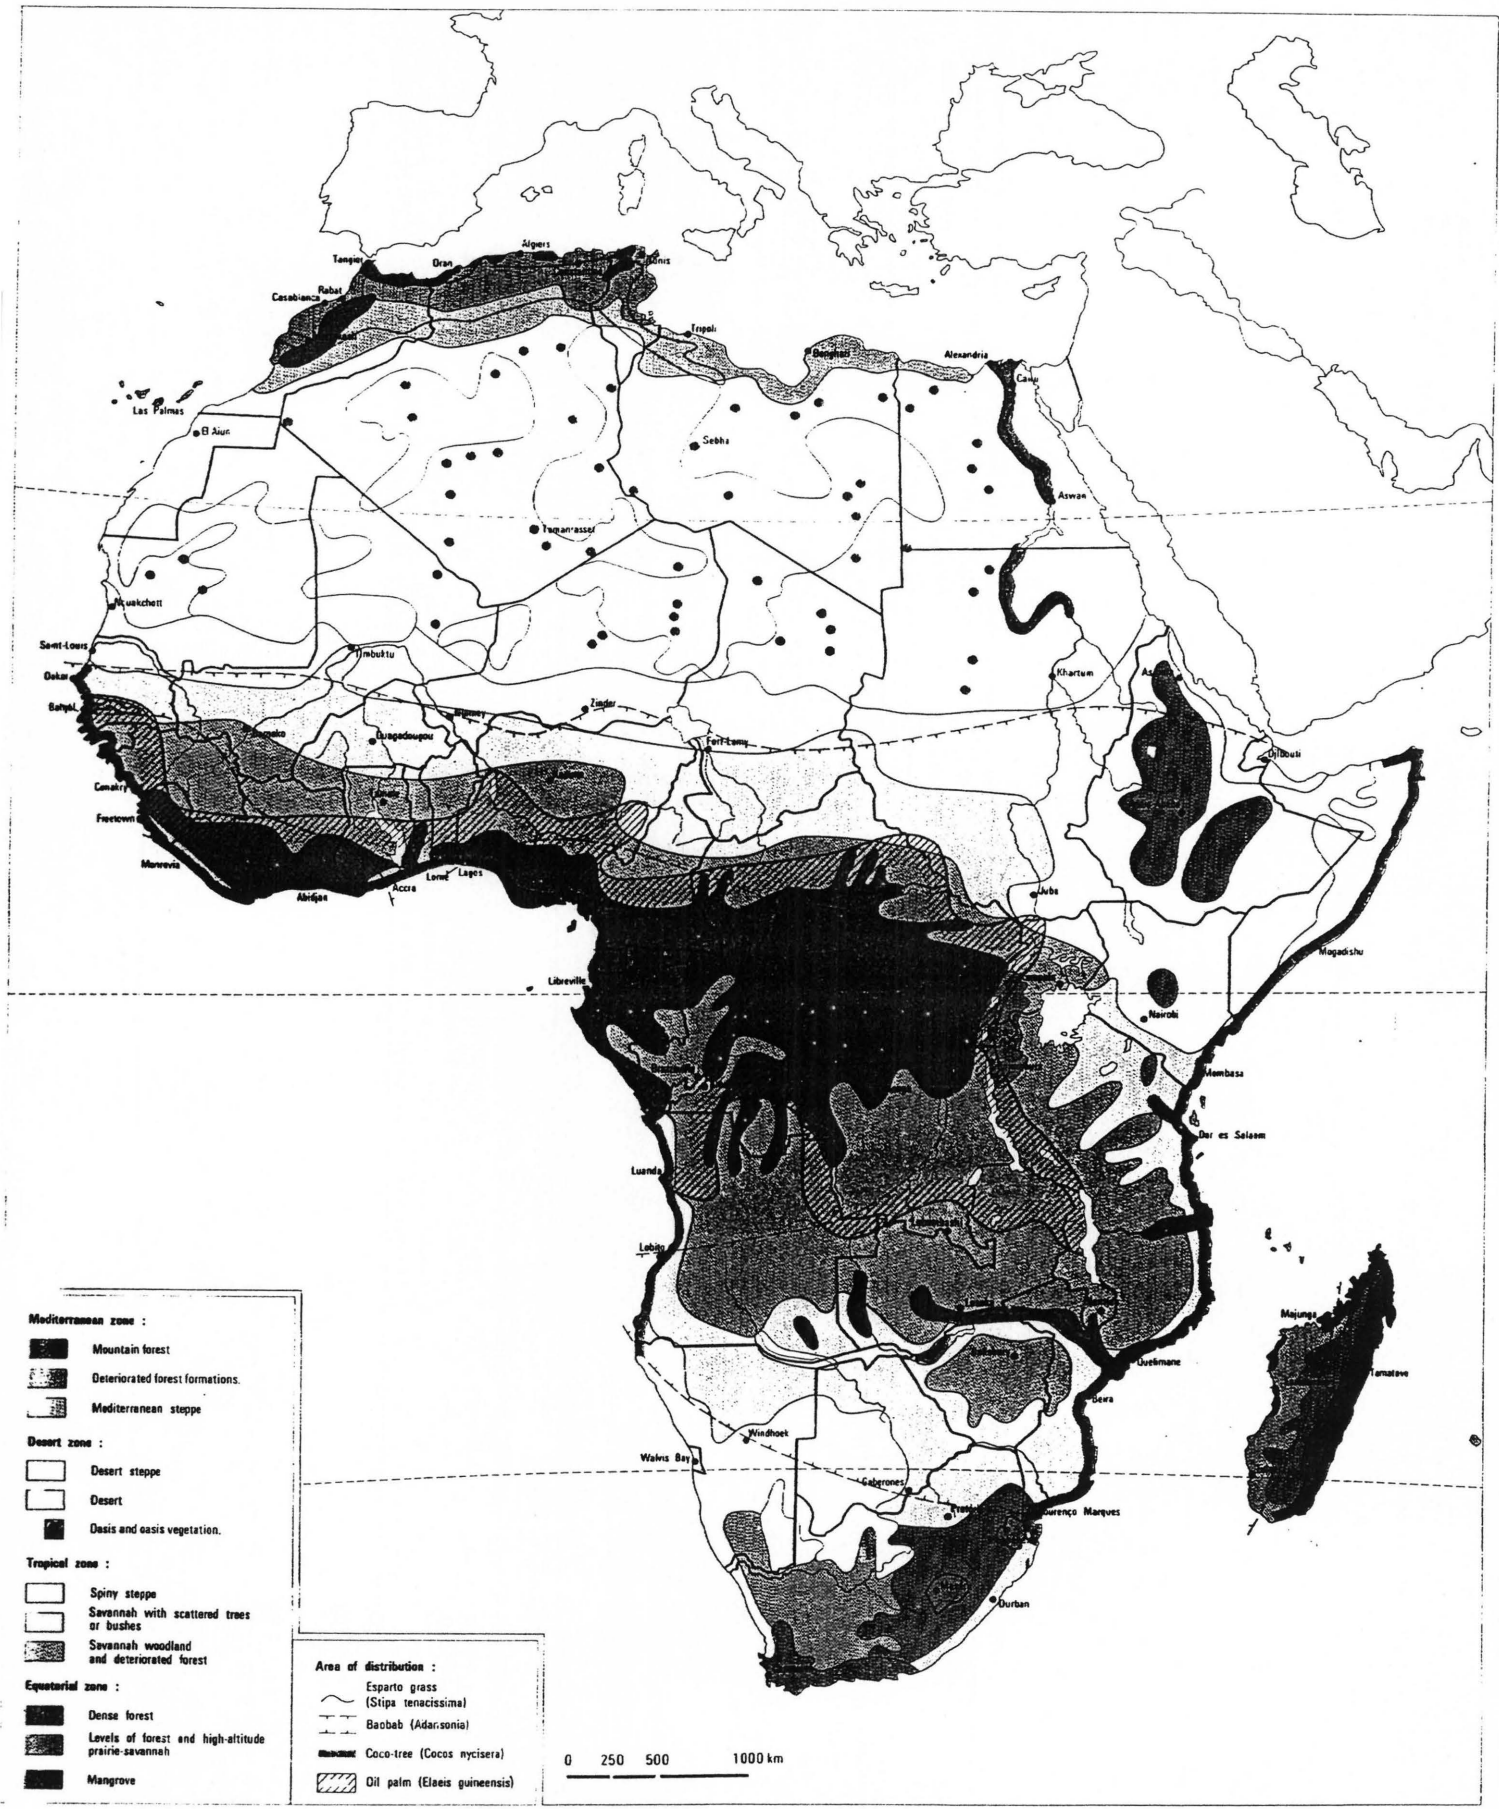 Algiers
Tangier
Oran
Tunis
Rabat
Casablanca
Tripoli
Benghazi
Alexandria
Las Palmas
El Aiun
Sebha
Aswan
Tamanrasset
Nouakchott
Saint-Louis
Timbuktu
Dakar
Khartum
Zinder
Niamey
Ouagadougou
Fort-Lamy
Djibouti
Conakry
Freetown
Monrovia
Abidjan
Accra
Lomé
Lagos
Juba
Mogadishu
Libreville
Nairobi
Mombasa
Dar es Salaam
Luanda
Lobito
Majunga
Quelimane
Tamatave
Beira
Windhoek
Walvis Bay
Gaberones
Lourenço Marques
Durban
Mediterranean zone :
Mountain forest
Deteriorated forest formations.
Mediterranean steppe
Desert zone :
Desert steppe
Desert
Oasis and oasis vegetation.
Tropical zone :
Spiny steppe
Savannah with scattered trees
or bushes
Savannah woodland
and deteriorated forest
Equatorial zone :
Dense forest
Levels of forest and high-altitude
prairie-savannah
Mangrove
Area of distribution :
Esparto grass
(Stipa tenacissima)
Baobab (Adansonia)
Coco-tree (Cocos nycisera)
Oil palm (Elaeis guineensis)
0 250 500 1000 km